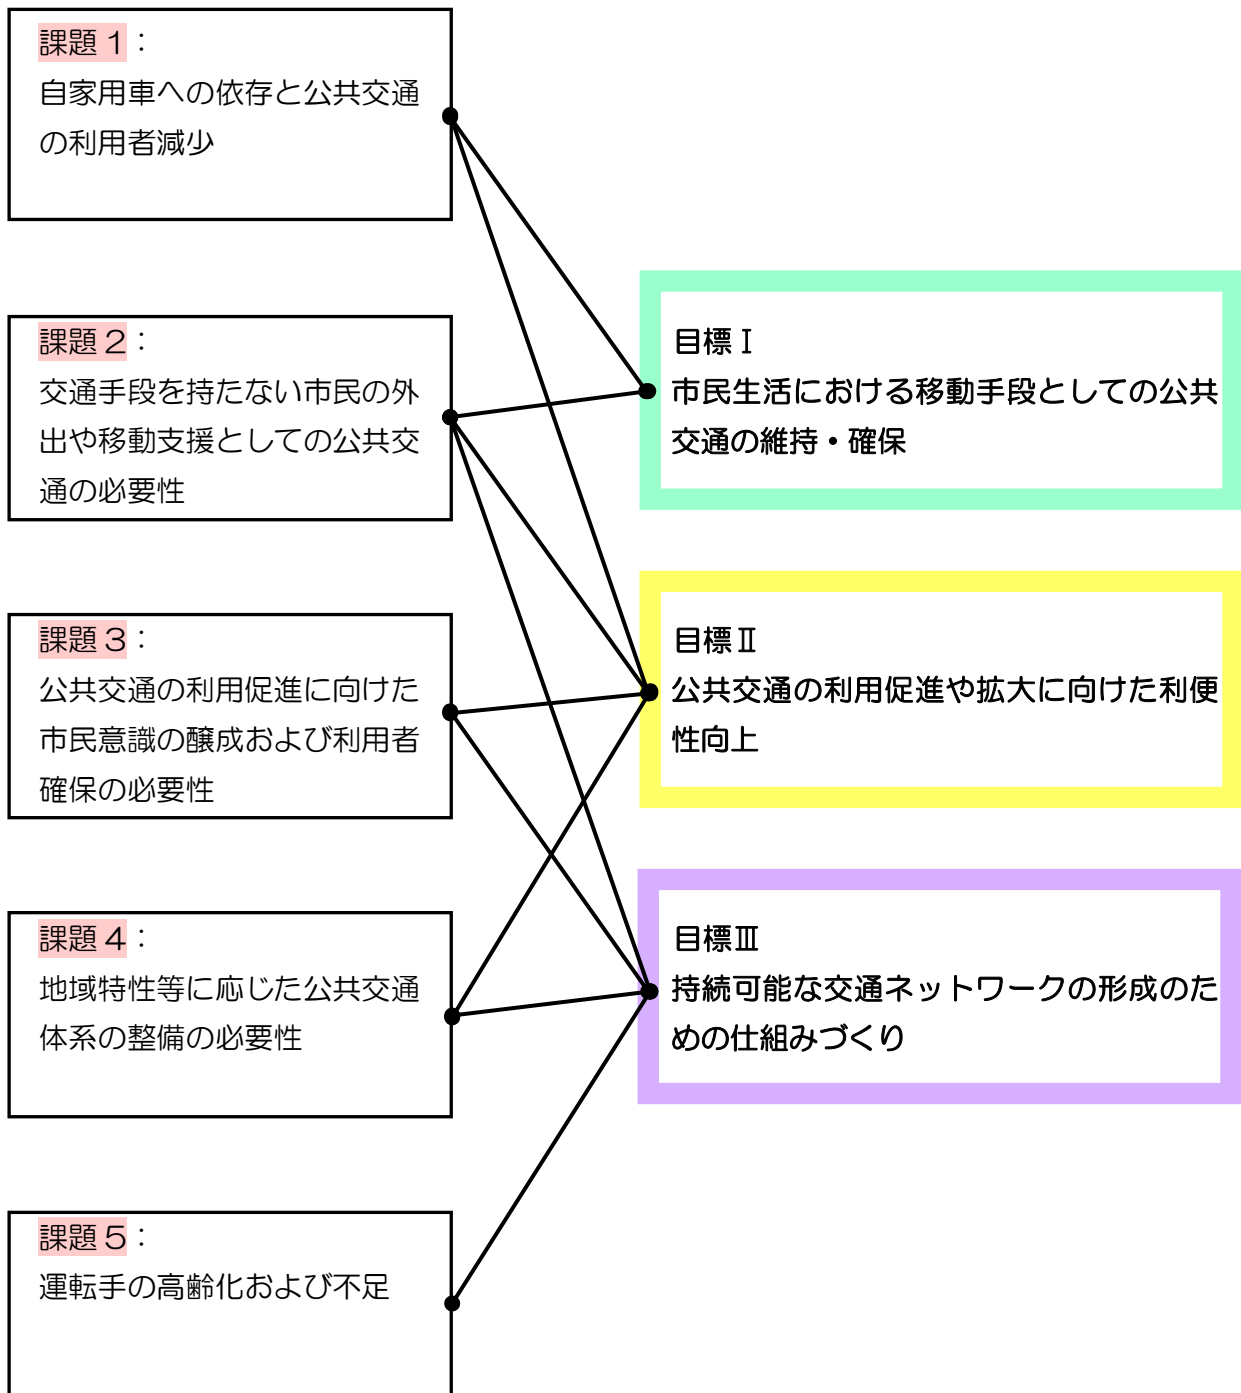 課題１：
自家用車への依存と公共交通
の利用者減少
課題２：
交通手段を持たない市民の外
出や移動支援としての公共交
通の必要性
課題３：
公共交通の利用促進に向けた
市民意識の醸成および利用者
確保の必要性
課題４：
地域特性等に応じた公共交通
体系の整備の必要性
課題５：
運転手の高齢化および不足
目標Ⅰ
市民生活における移動手段としての公共
交通の維持・確保
目標Ⅱ
公共交通の利用促進や拡大に向けた利便
性向上
目標Ⅲ
持続可能な交通ネットワークの形成のた
めの仕組みづくり